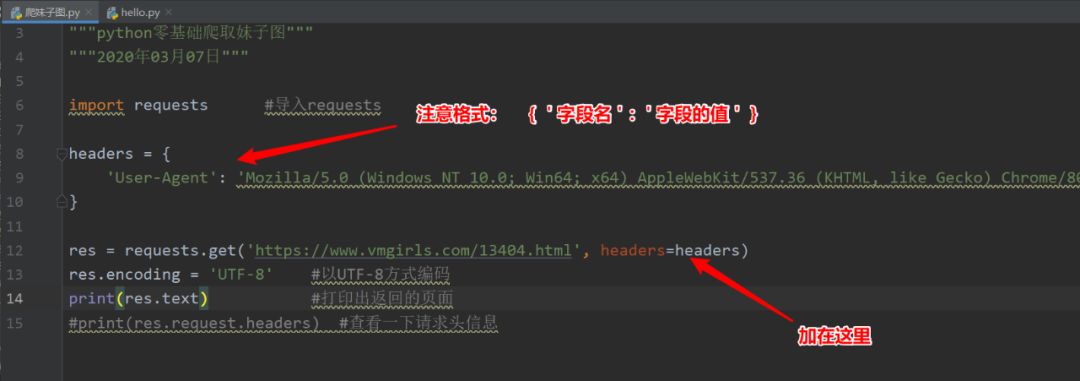 爬妹子图.py hello.py
3 """python零基础爬取妹子图"""
4 """2020年03月07日"""
5
6 import requests #导入requests
注意格式： { ' 字段名 ' : ' 字段的值 ' }
7
8 headers = {
9 'User-Agent': 'Mozilla/5.0 (Windows NT 10.0; Win64; x64) AppleWebKit/537.36 (KHTML, like Gecko) Chrome/80
10 }
11
12 res = requests.get('https://www.vmgirls.com/13404.html', headers=headers)
13 res.encoding = 'UTF-8' #以UTF-8方式编码
14 print(res.text) #打印出返回的页面
15 #print(res.request.headers) #查看一下请求头信息
加在这里